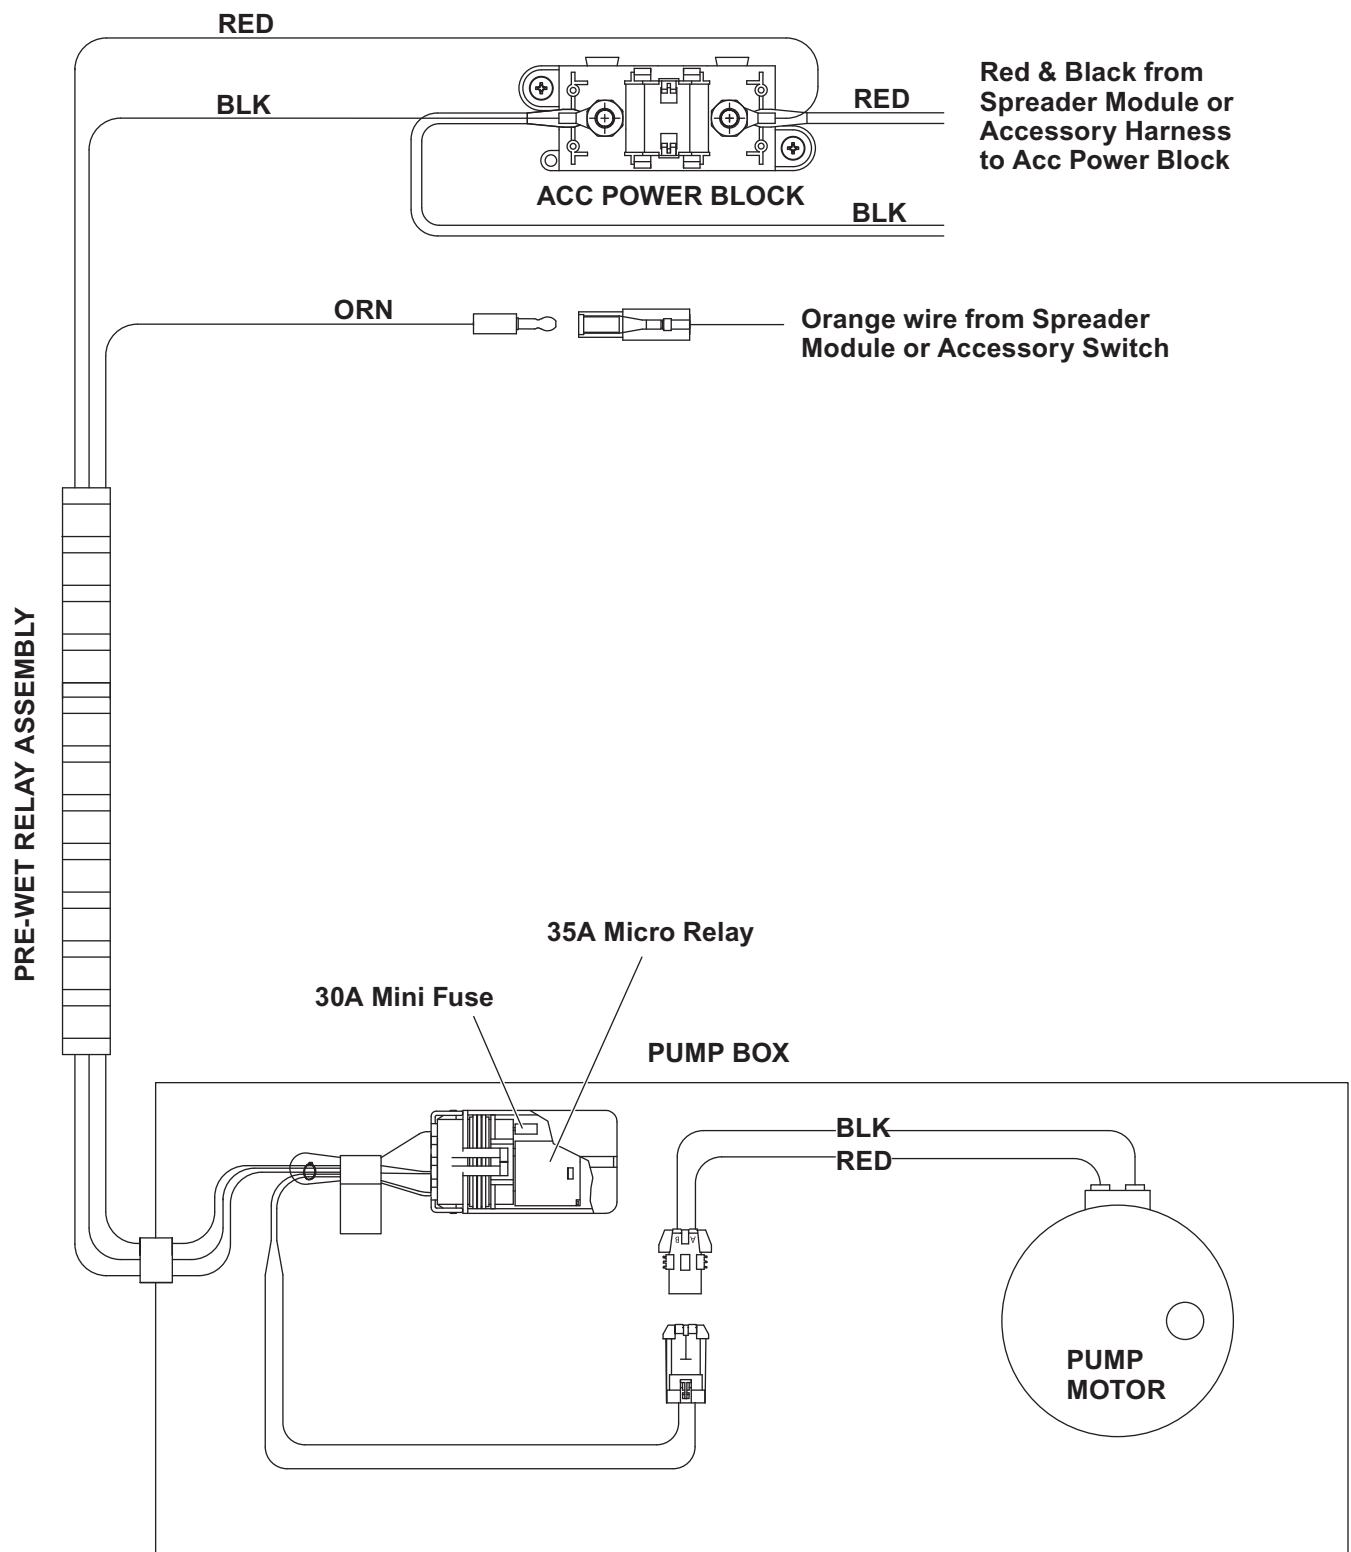 RED
Red & Black from
Spreader Module or
Accessory Harness
to Acc Power Block
BLK
RED
ACC POWER BLOCK
BLK
ORN
Orange wire from Spreader
Module or Accessory Switch
PRE-WET RELAY ASSEMBLY
35A Micro Relay
30A Mini Fuse
PUMP BOX
BLK
RED
B A
PUMP
MOTOR